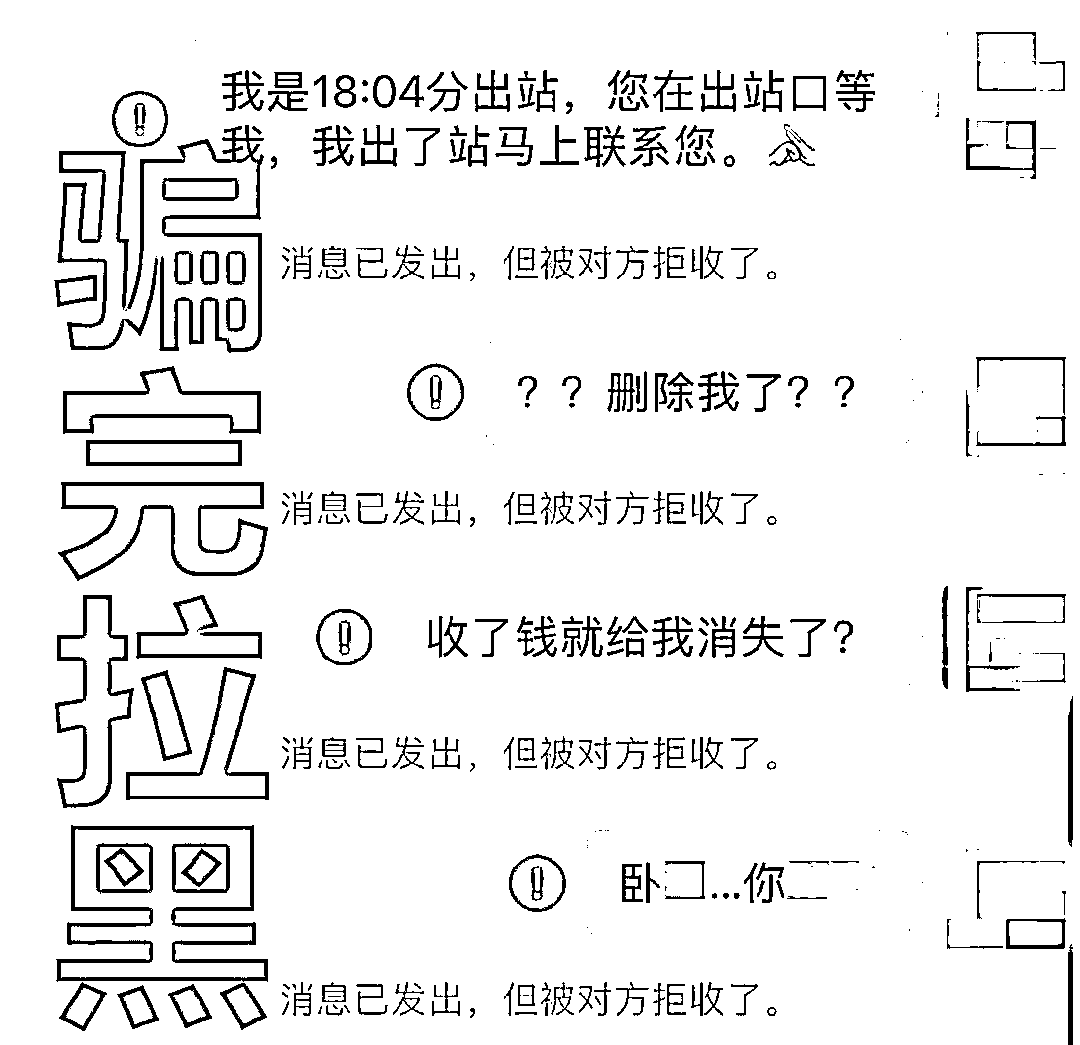 我是18:04分出站，您在出站口等
我，我出了站马上联系您。
消息已发出，但被对方拒收了。
？？删除我了？？
消息已发出，但被对方拒收了。
收了钱就给我消失了？
消息已发出，但被对方拒收了。
卧...你
消息已发出，但被对方拒收了。
骗完拉黑